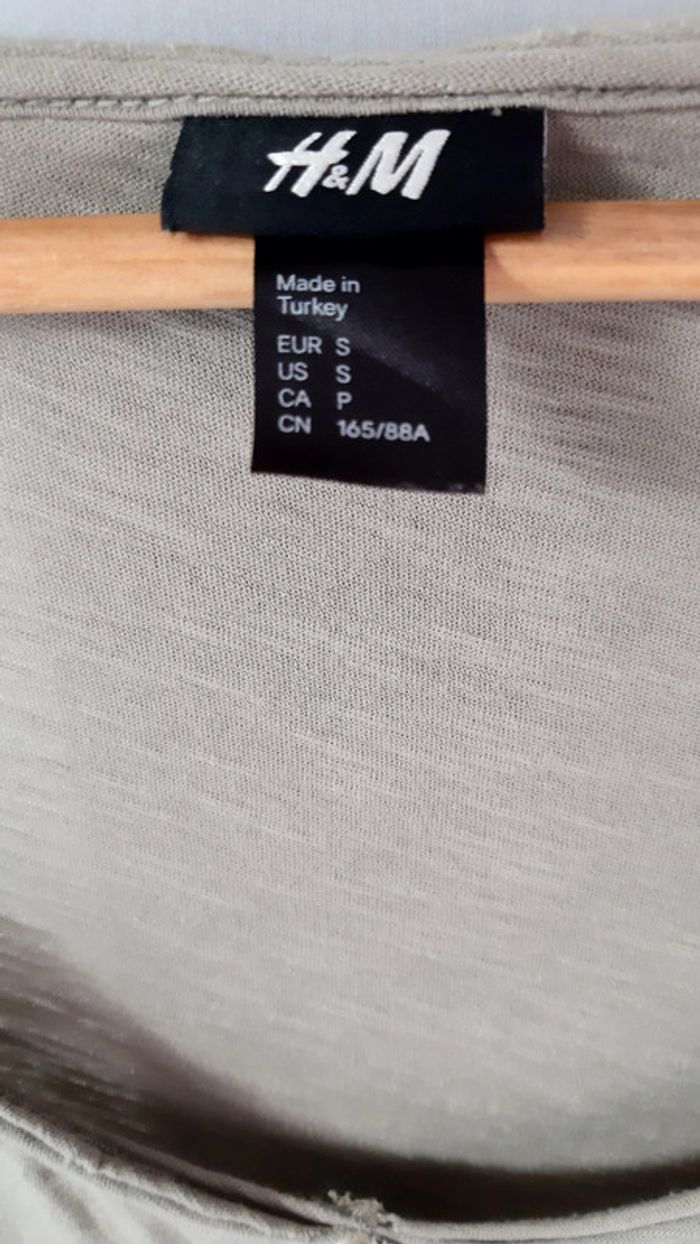 H&M
Made in
Turkey
EUR S
US S
CA P
CN 165/88A